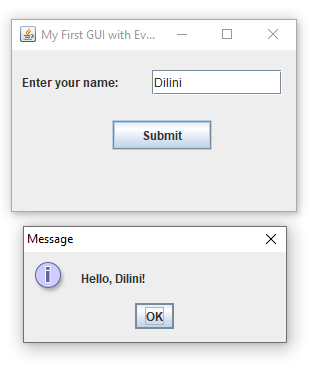 My First GUI with Ev...
Enter your name: Dilini
Submit
Message
Hello, Dilini!
OK